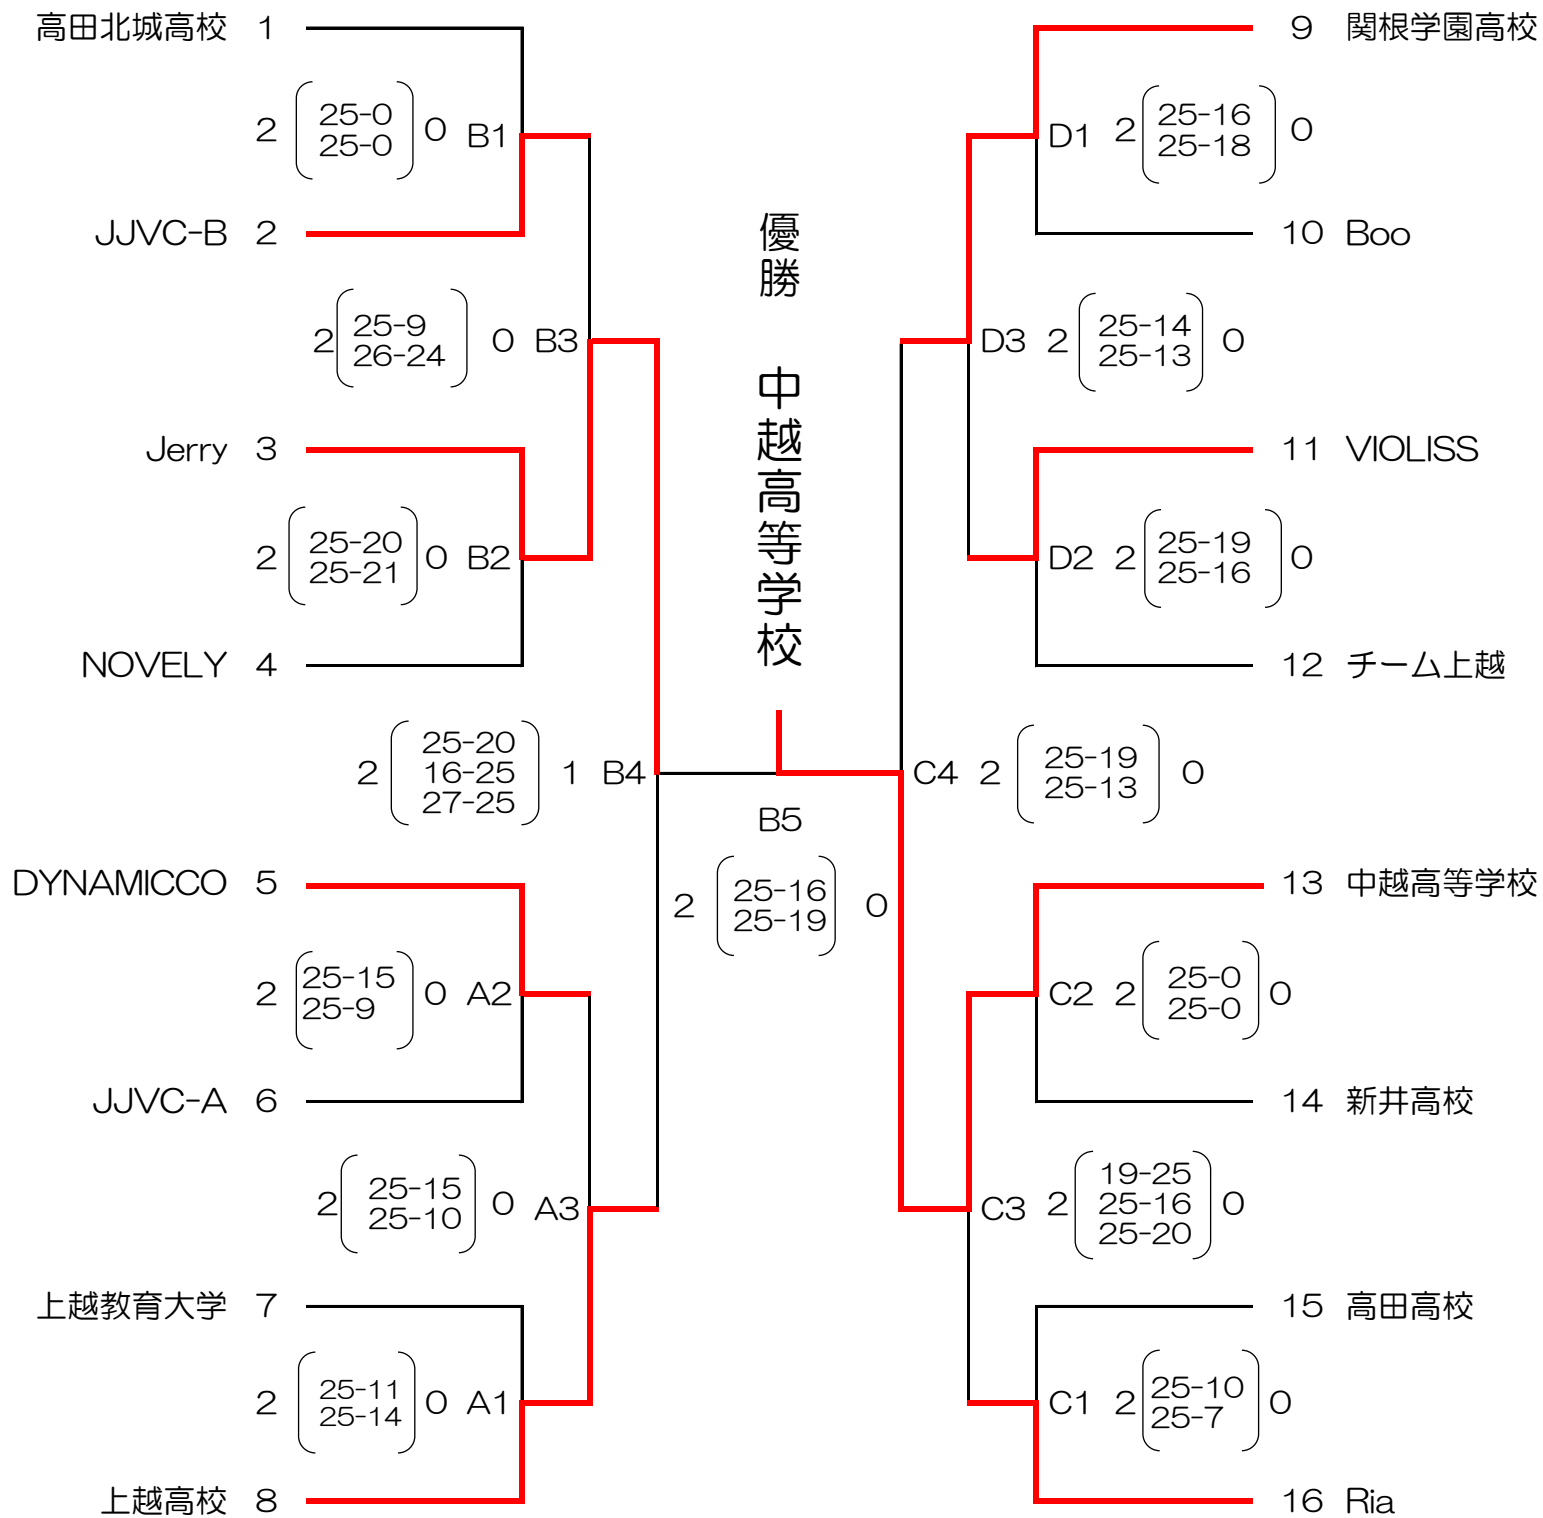 高田北城高校 1
2 25-0 0 B1
25-0
JJVC-B 2
2 25-9 0 B3
26-24
Jerry 3
2 25-20 0 B2
25-21
NOVELY 4
2 25-20 1 B4
16-25
27-25
DYNAMICCO 5
2 25-15 0 A2
25-9
JJVC-A 6
2 25-15 0 A3
25-10
上越教育大学 7
2 25-11 0 A1
25-14
上越高校 8
優勝 中越高等学校
B5
2 25-16 0
25-19
9 関根学園高校
D1 2 25-16 0
25-18
10 Boo
D3 2 25-14 0
25-13
11 VIOLISS
D2 2 25-19 0
25-16
12 チーム上越
C4 2 25-19 0
25-13
13 中越高等学校
C2 2 25-0 0
25-0
14 新井高校
C3 2 19-25 0
25-16
25-20
15 高田高校
C1 2 25-10 0
25-7
16 Ria